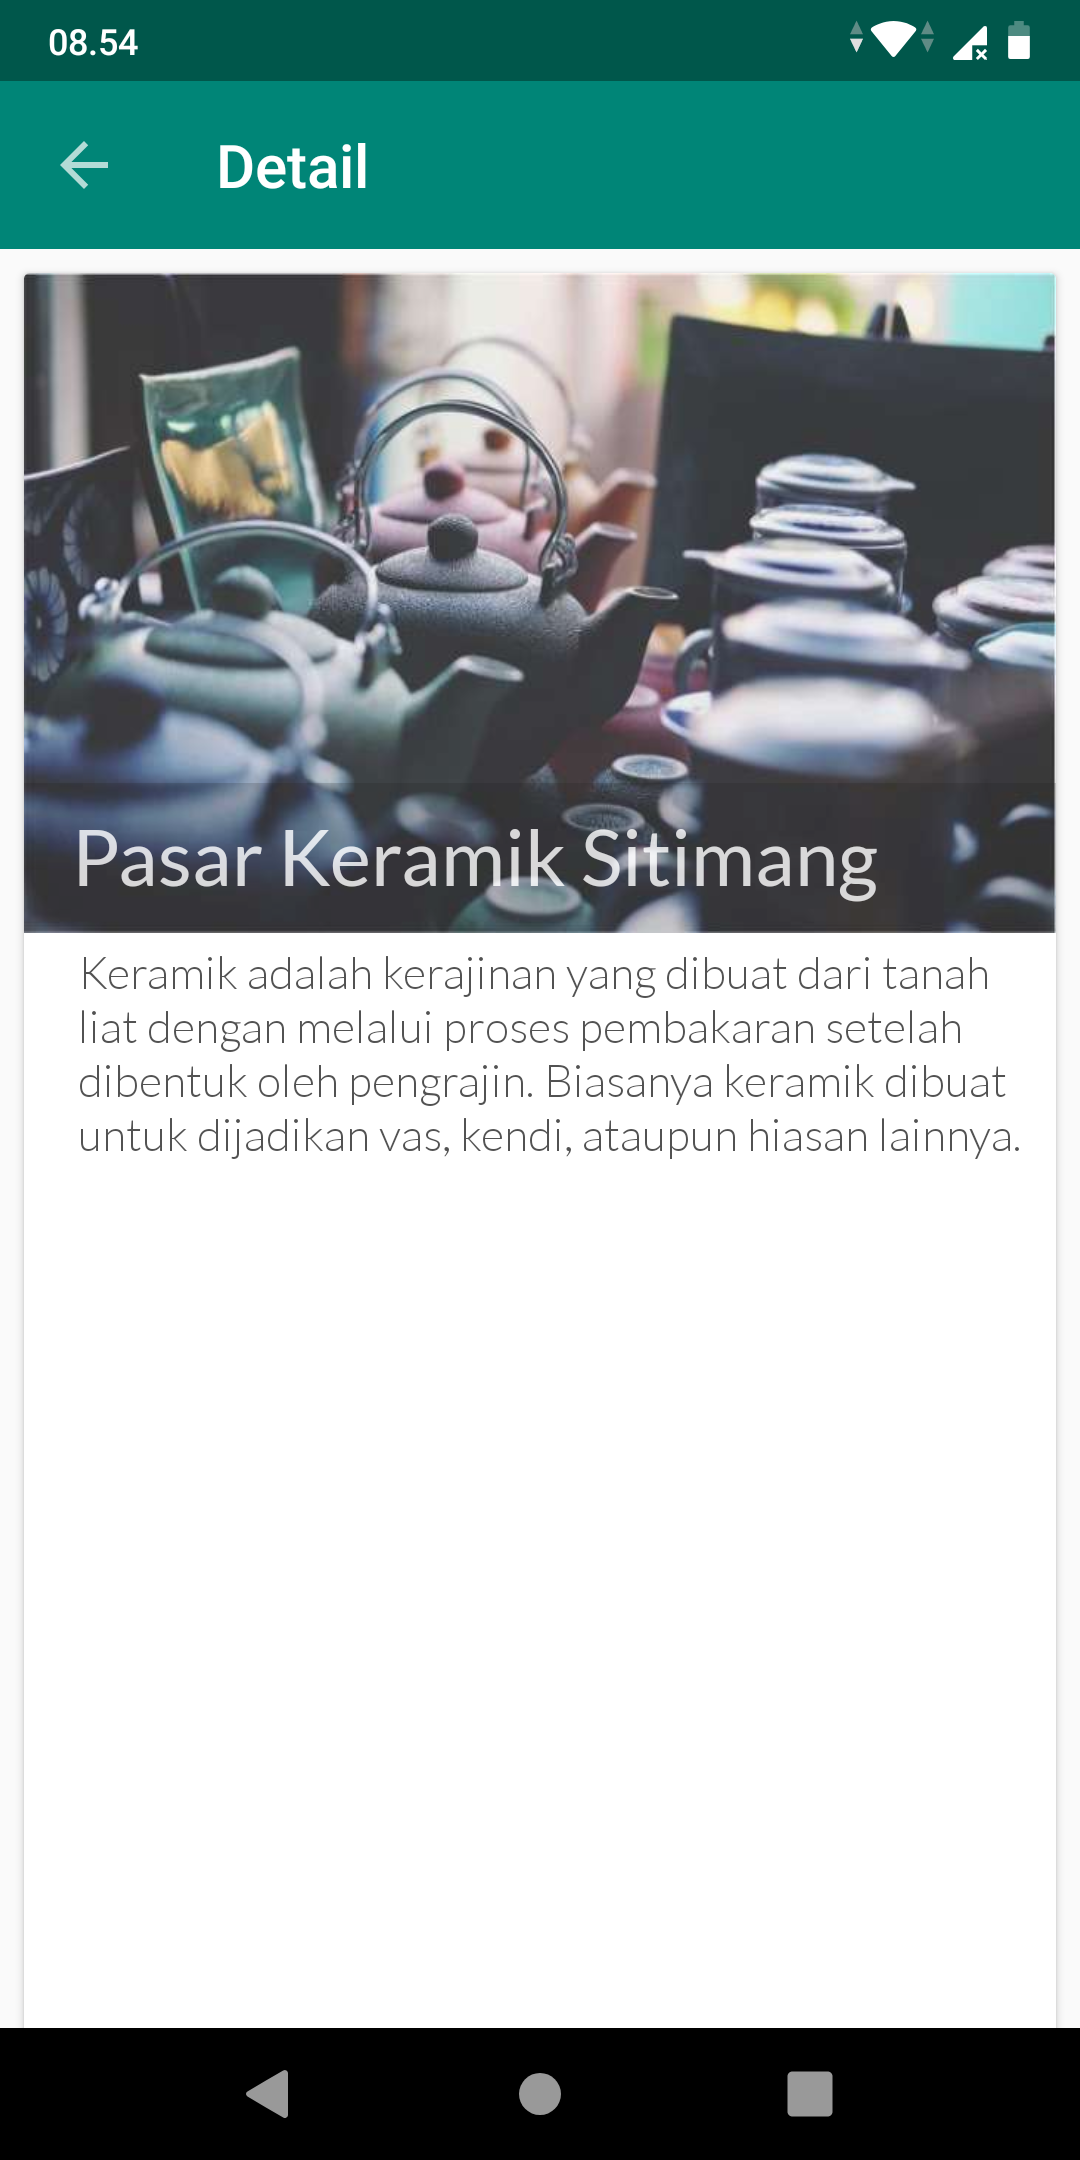 08.54
Detail
Pasar Keramik Sitimang
Keramik adalah kerajinan yang dibuat dari tanah
liat dengan melalui proses pembakaran setelah
dibentuk oleh pengrajin. Biasanya keramik dibuat
untuk dijadikan vas, kendi, ataupun hiasan lainnya.